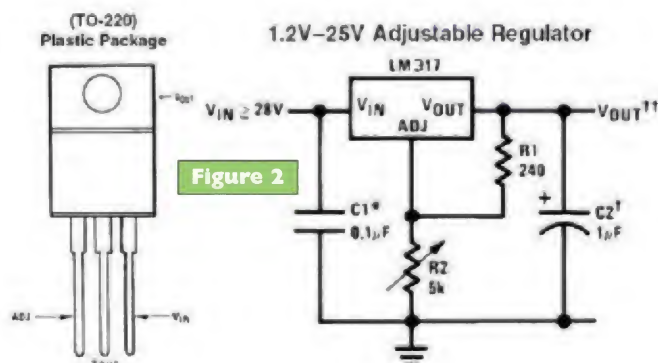 (TO-220)
Plastic Package
VOUT
ADJ
VIN
Figure 2
1.2V–25V Adjustable Regulator
LM317
VIN ≥ 28V
VIN
VOUT
ADJ
VOUT††
R1
240
C1*
0.1µF
C2†
1µF
+
R2
5k